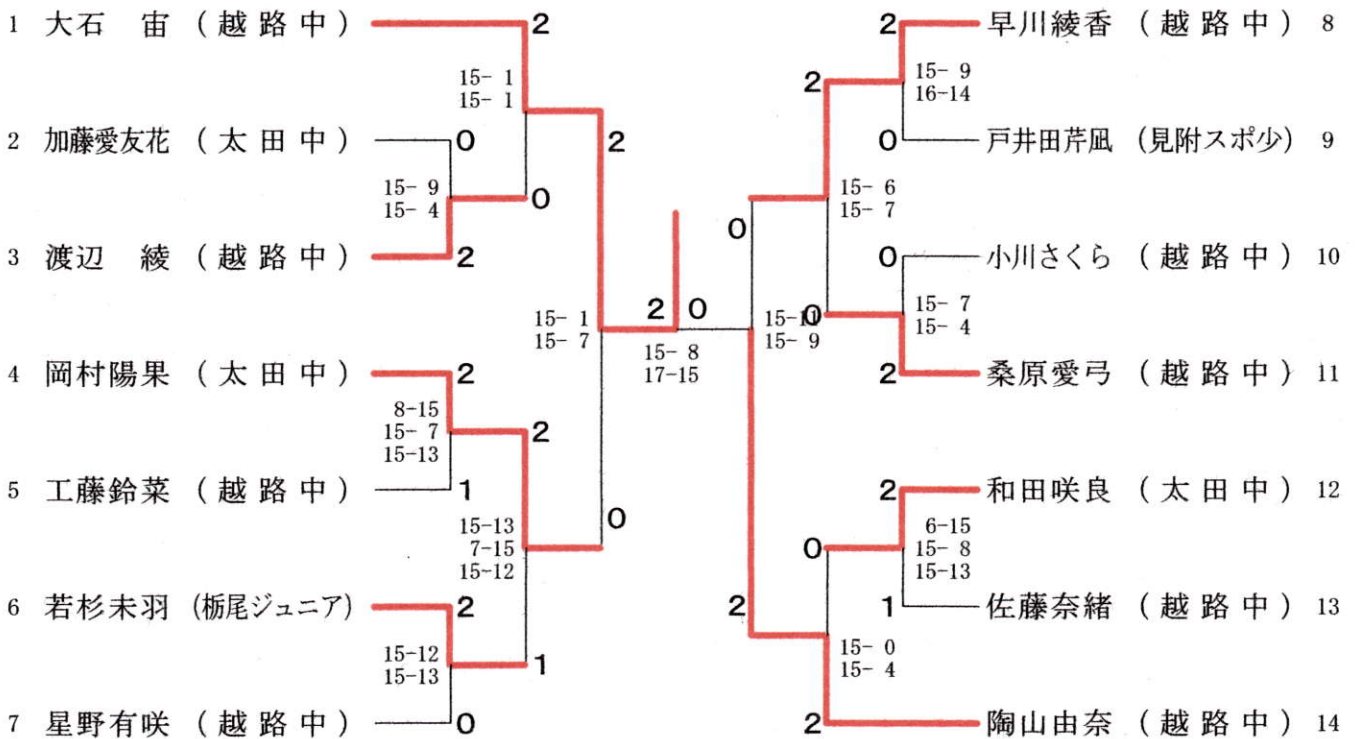 1 大石 宙 (越路中) 2
15- 1
15- 1
2 加藤愛友花 (太田中) 0
2
15- 9
15- 4
0
3 渡辺 綾 (越路中) 2
15- 1
15- 7
4 岡村陽果 (太田中) 2
8-15
15- 7
15-13
2
5 工藤鈴菜 (越路中) 1
0
15-13
7-15
15-12
6 若杉未羽 (栃尾ジュニア) 2
15-12
15-13
1
7 星野有咲 (越路中) 0
2 0
15- 8
17-15
2 早川綾香 (越路中) 8
2
15- 9
16-14
0 戸井田芹凪 (見附スポ少) 9
15- 6
15- 7
0
0 小川さくら (越路中) 10
15- 7
15- 4
0
15-11
15- 9
2 桑原愛弓 (越路中) 11
2 和田咲良 (太田中) 12
6-15
15- 8
15-13
0
1 佐藤奈緒 (越路中) 13
2
15- 0
15- 4
2 陶山由奈 (越路中) 14